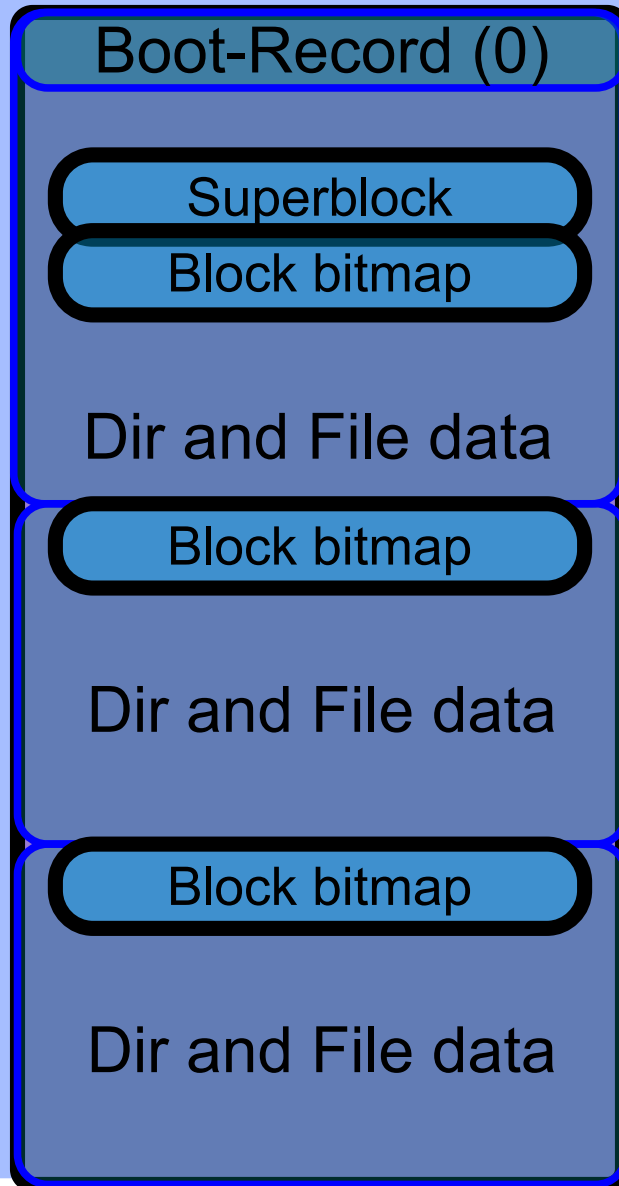 Boot-Record (0)
Superblock
Block bitmap
Dir and File data
Block bitmap
Dir and File data
Block bitmap
Dir and File data